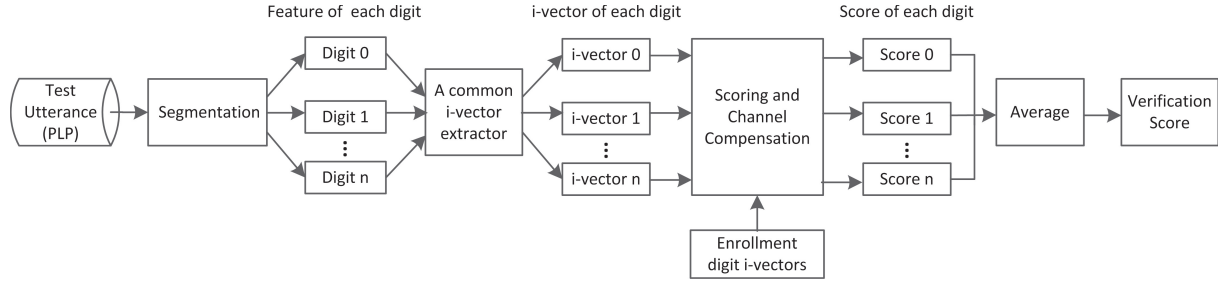 Feature of each digit
i-vector of each digit
Score of each digit
Test
Utterance
(PLP)
Segmentation
Digit 0
Digit 1
Digit n
A common
i-vector
extractor
i-vector 0
i-vector 1
i-vector n
Scoring and
Channel
Compensation
Enrollment
digit i-vectors
Score 0
Score 1
Score n
Average
Verification
Score